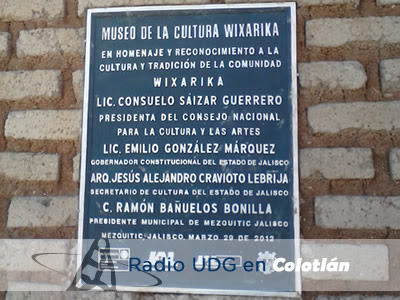 MUSEO DE LA CULTURA WIXARIKA
EN HOMENAJE Y RECONOCIMIENTO A LA
CULTURA Y TRADICIÓN DE LA COMUNIDAD
WIXARIKA
LIC. CONSUELO SÁIZAR GUERRERO
PRESIDENTA DEL CONSEJO NACIONAL
PARA LA CULTURA Y LAS ARTES
LIC. EMILIO GONZÁLEZ MÁRQUEZ
GOBERNADOR CONSTITUCIONAL DEL ESTADO DE JALISCO
ARQ. JESÚS ALEJANDRO CRAVIOTO LEBRIJA
SECRETARIO DE CULTURA DEL ESTADO DE JALISCO
C. RAMÓN BAÑUELOS BONILLA
PRESIDENTE MUNICIPAL DE MEZQUITIC JALISCO
MEZQUITIC, JALISCO, MARZO 29 DE 2012
Radio UDG en Colotlán